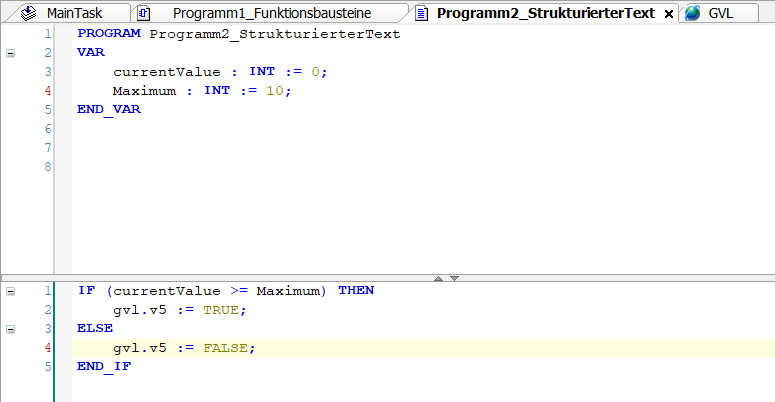 MainTask Programm1_Funktionsbausteine Programm2_StrukturierterText GVL
1 PROGRAM Programm2_StrukturierterText
2 VAR
3 currentValue : INT := 0;
4 Maximum : INT := 10;
5 END_VAR
6
7
8
1 IF (currentValue >= Maximum) THEN
2 gvl.v5 := TRUE;
3 ELSE
4 gvl.v5 := FALSE;
5 END_IF